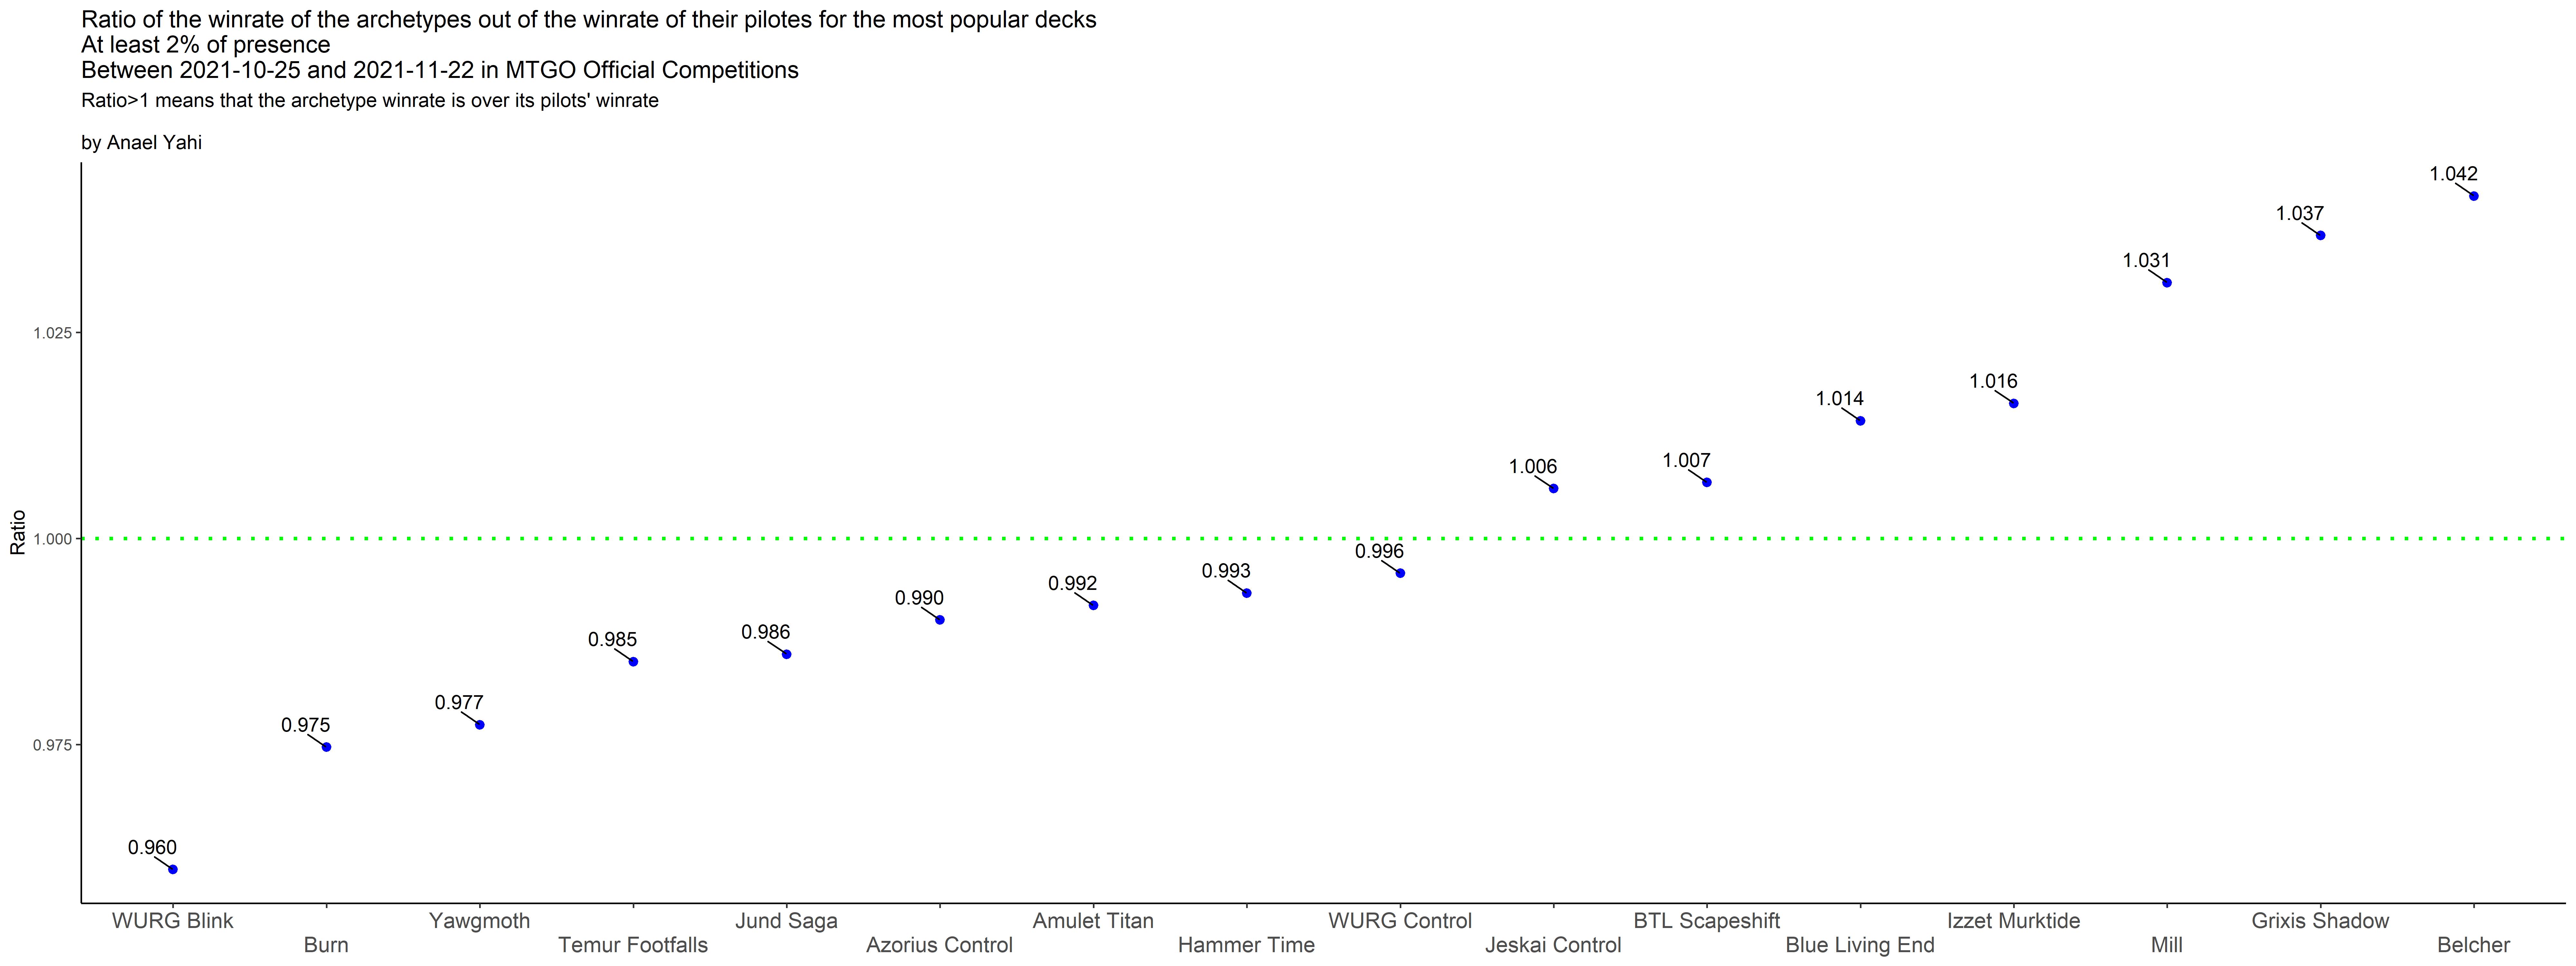 Ratio of the winrate of the archetypes out of the winrate of their pilotes for the most popular decks
At least 2% of presence
Between 2021-10-25 and 2021-11-22 in MTGO Official Competitions
Ratio>1 means that the archetype winrate is over its pilots' winrate
by Anael Yahi
Ratio
1.025
1.000
0.975
0.960
0.975
0.977
0.985
0.986
0.990
0.992
0.993
0.996
1.006
1.007
1.014
1.016
1.031
1.037
1.042
WURG Blink
Burn
Yawgmoth
Temur Footfalls
Jund Saga
Azorius Control
Amulet Titan
Hammer Time
WURG Control
Jeskai Control
BTL Scapeshift
Blue Living End
Izzet Murktide
Mill
Grixis Shadow
Belcher